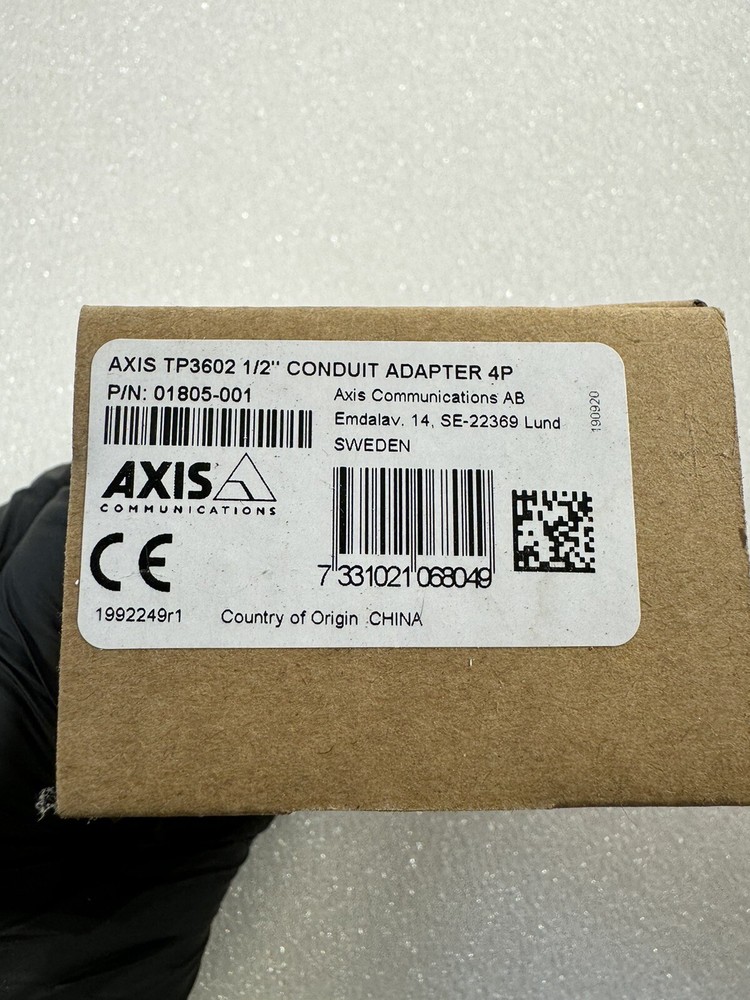 AXIS TP3602 1/2" CONDUIT ADAPTER 4P
P/N: 01805-001
Axis Communications AB
Emdalav. 14, SE-22369 Lund
SWEDEN
190920
AXIS
COMMUNICATIONS
7 331021 068049
CE
1992249r1
Country of Origin CHINA